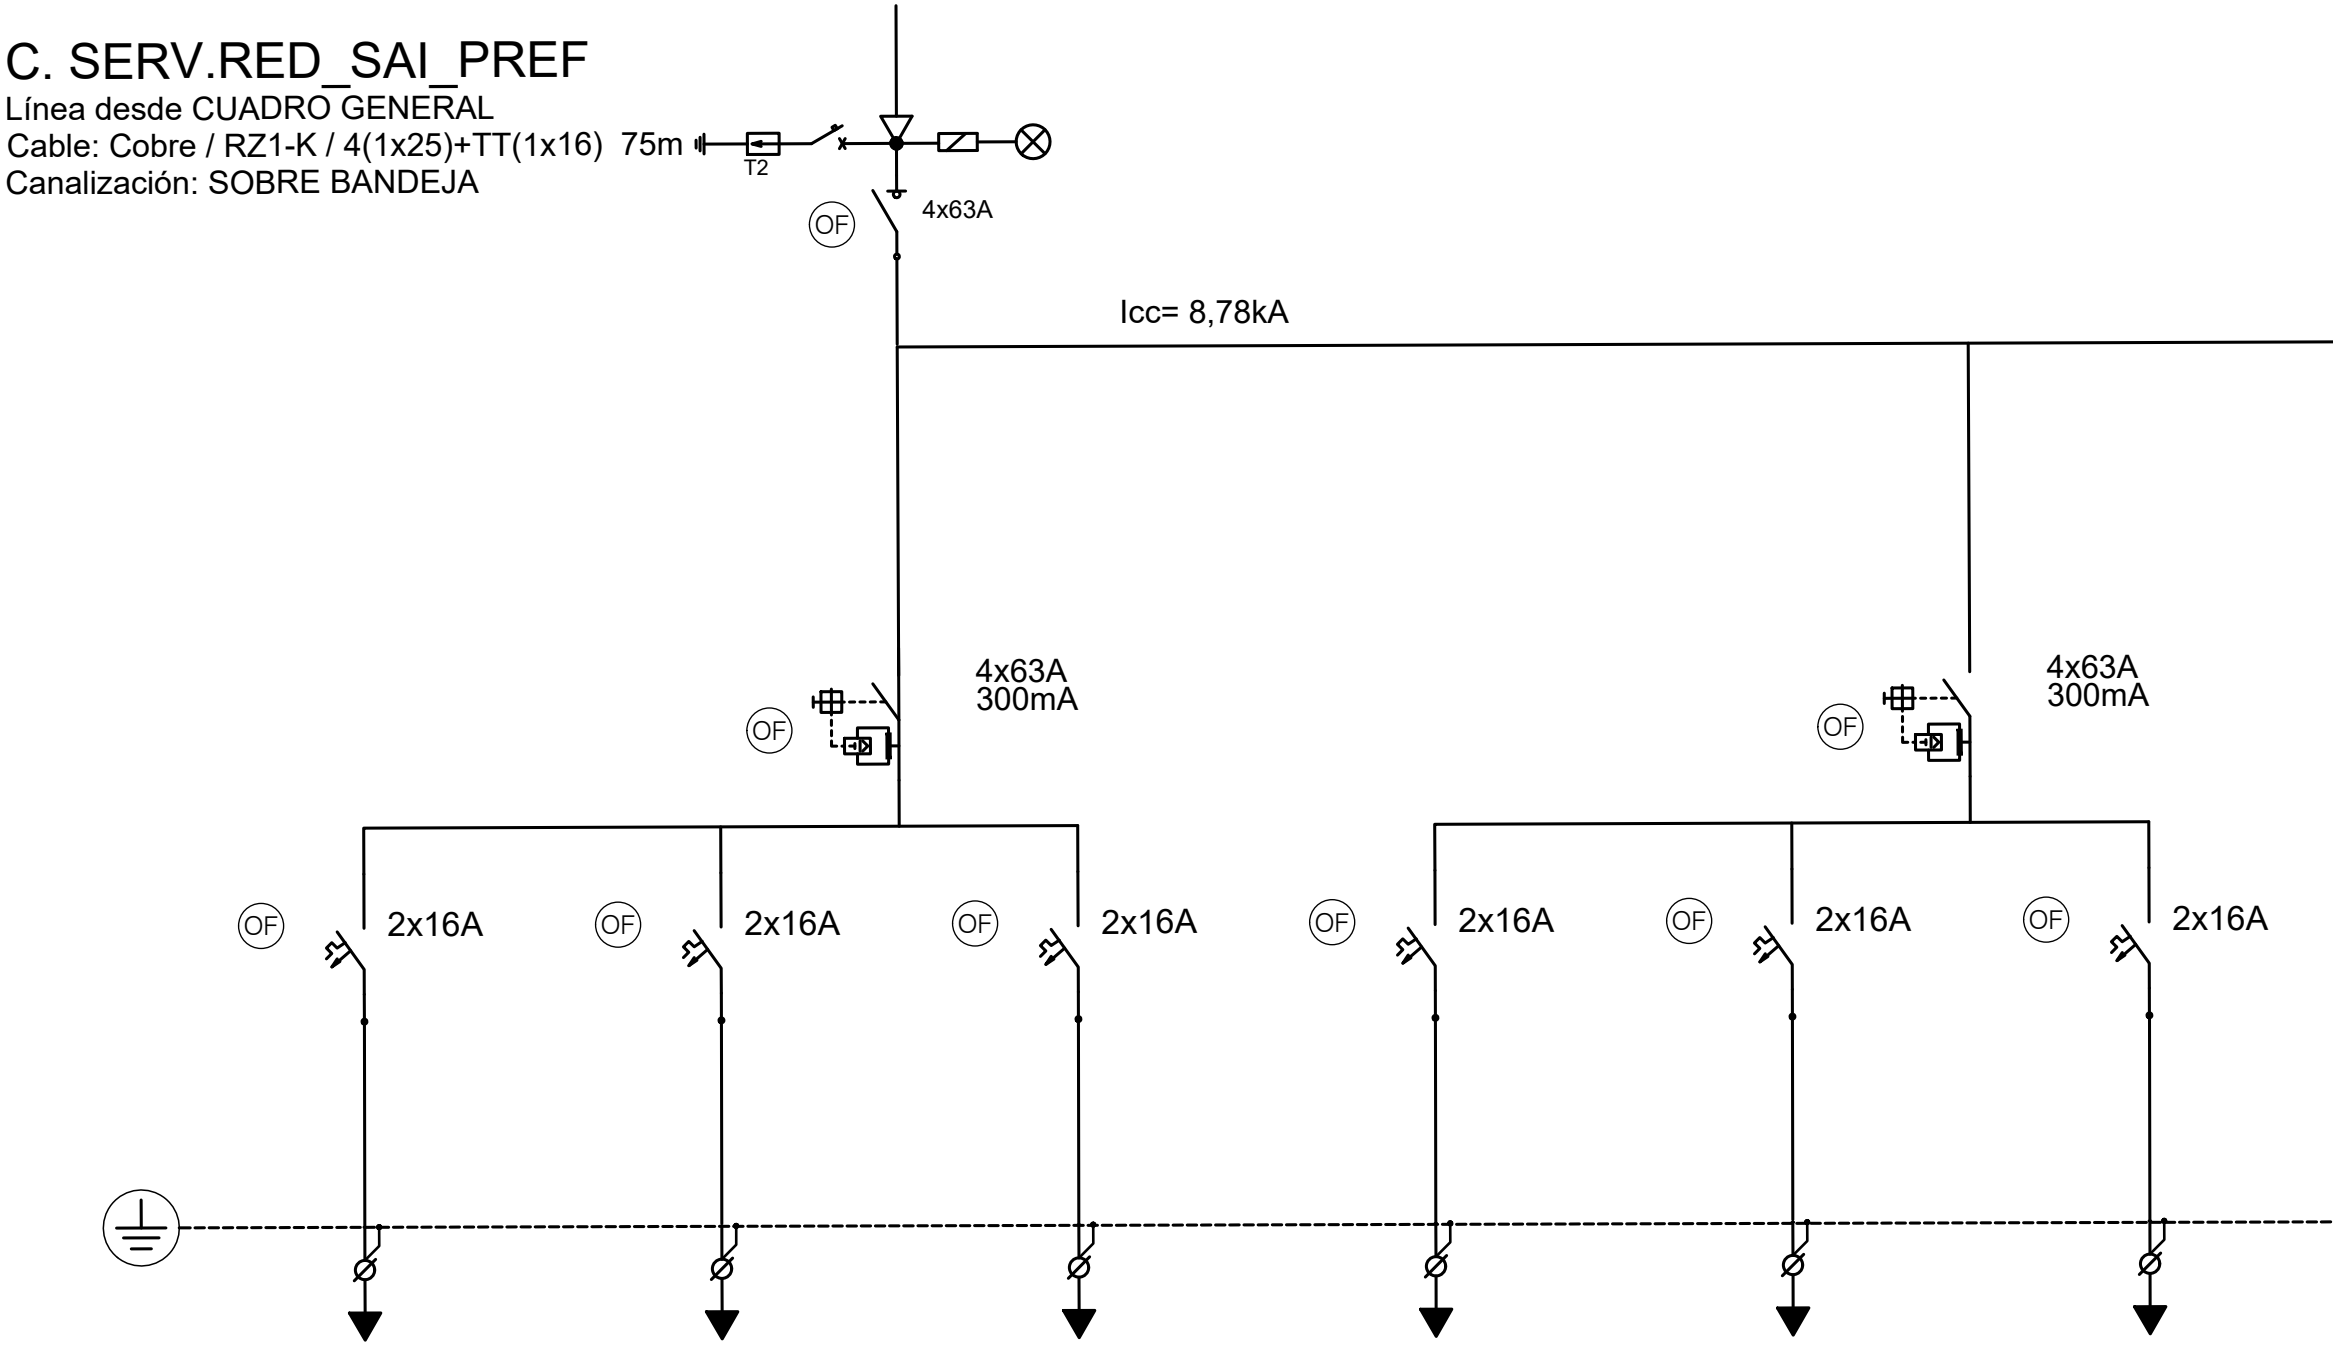 C. SERV.RED_SAI_PREF
Línea desde CUADRO GENERAL
Cable: Cobre / RZ1-K / 4(1x25)+TT(1x16) 75m
Canalización: SOBRE BANDEJA
T2
OF
4x63A
Icc= 8,78kA
4x63A
300mA
OF
4x63A
300mA
OF
OF
2x16A
OF
2x16A
OF
2x16A
OF
2x16A
OF
2x16A
OF
2x16A